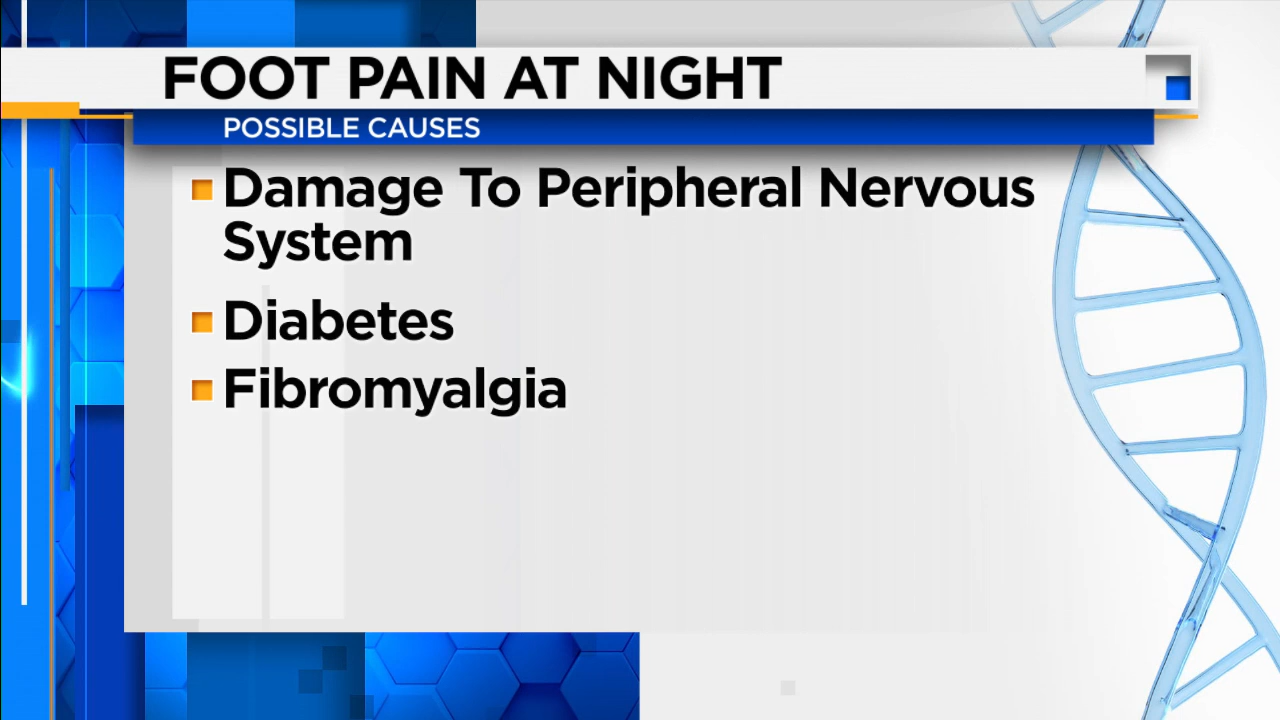 FOOT PAIN AT NIGHT
POSSIBLE CAUSES
Damage To Peripheral Nervous
System
Diabetes
Fibromyalgia